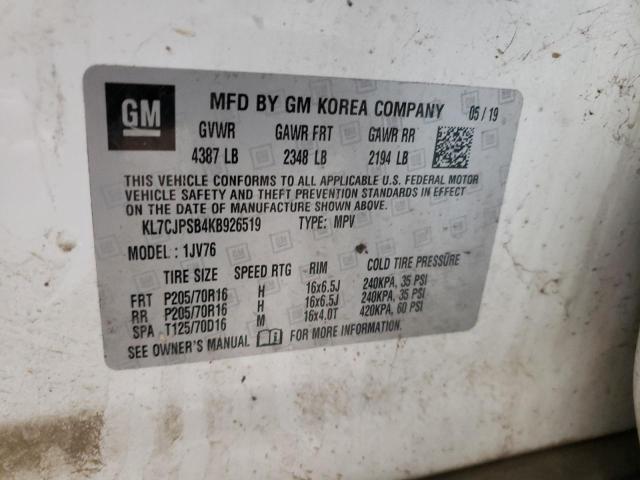 GM
MFD BY GM KOREA COMPANY 05/19
GVWR GAWR FRT GAWR RR
4387 LB 2348 LB 2194 LB
THIS VEHICLE CONFORMS TO ALL APPLICABLE U.S. FEDERAL MOTOR
VEHICLE SAFETY AND THEFT PREVENTION STANDARDS IN EFFECT
ON THE DATE OF MANUFACTURE SHOWN ABOVE.
KL7CJPSB4KB926519 TYPE: MPV
MODEL : 1JV76
TIRE SIZE SPEED RTG RIM COLD TIRE PRESSURE
FRT P205/70R16 H 16x6.5J 240KPA, 35 PSI
RR P205/70R16 H 16x6.5J 240KPA, 35 PSI
SPA T125/70D16 M 16x4.0T 420KPA, 60 PSI
SEE OWNER'S MANUAL FOR MORE INFORMATION